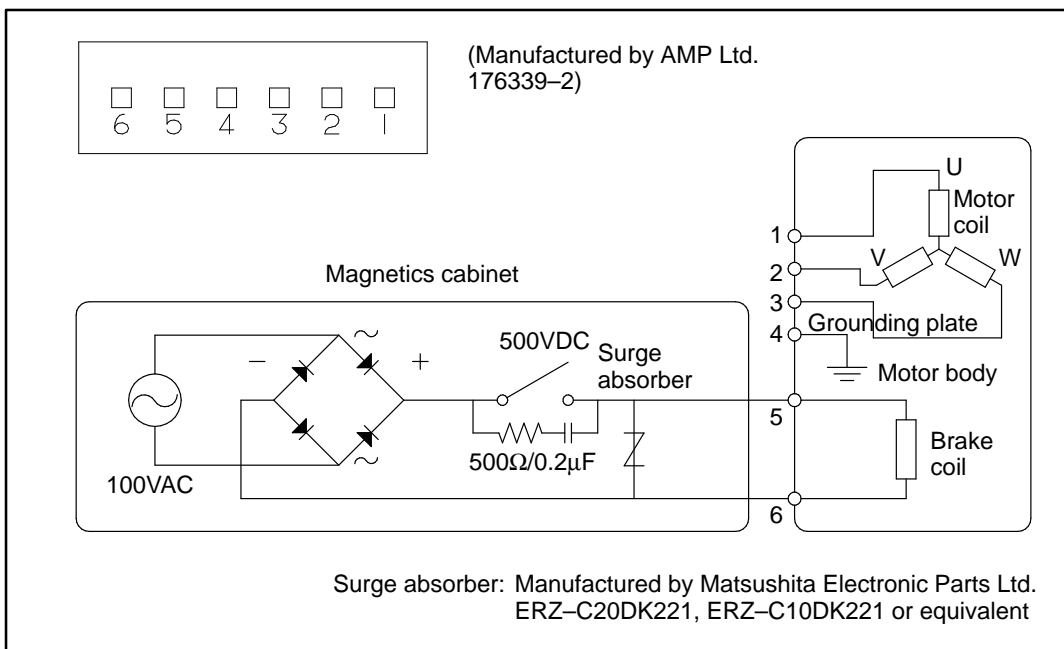 (Manufactured by AMP Ltd.
176339–2)
6 5 4 3 2 1
U
Motor
coil
1
V
W
2
Magnetics cabinet
3
Grounding plate
4
~
500VDC
− +
Surge
absorber
Motor body
5
Brake
coil
500Ω/0.2μF
~
100VAC
6
Surge absorber: Manufactured by Matsushita Electronic Parts Ltd.
ERZ–C20DK221, ERZ–C10DK221 or equivalent